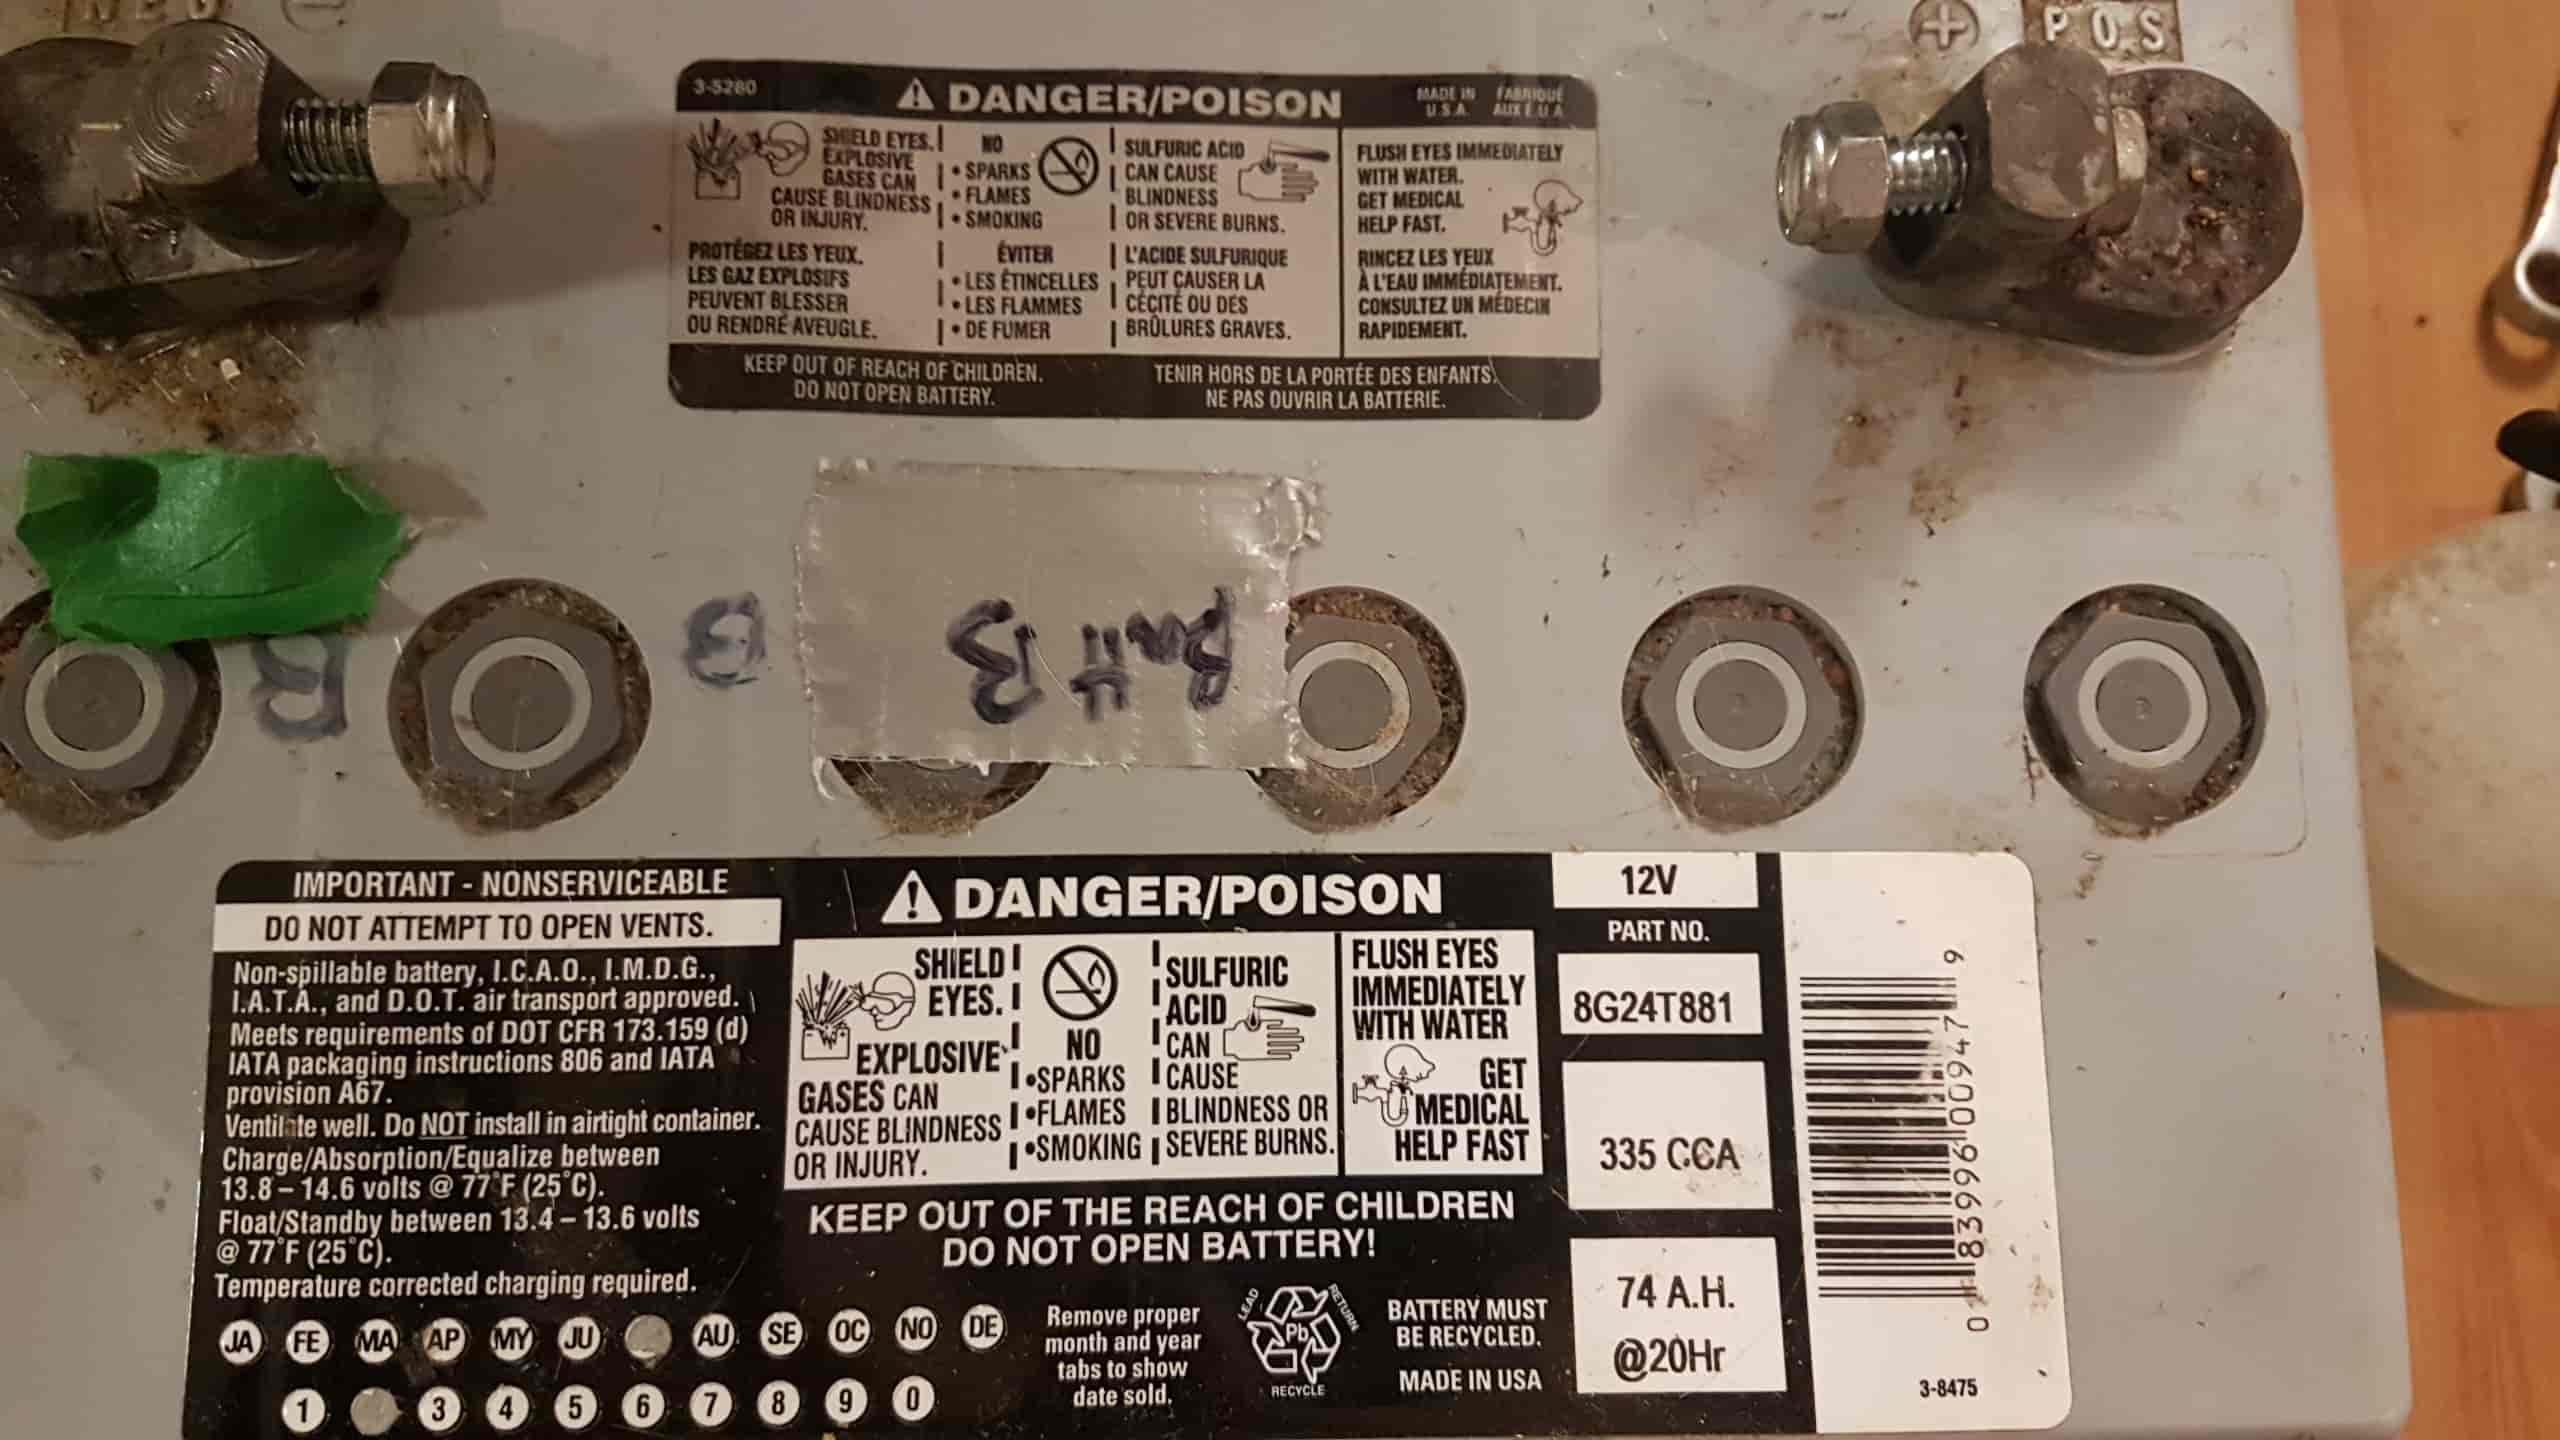 NEG
POS
3-5280
DANGER/POISON
MADE IN
U.S.A.
FABRIQUÉ
AUX É.U.A.
SHIELD EYES.
EXPLOSIVE
GASES CAN
CAUSE BLINDNESS
OR INJURY.
NO
• SPARKS
• FLAMES
• SMOKING
SULFURIC ACID
CAN CAUSE
BLINDNESS
OR SEVERE BURNS.
FLUSH EYES IMMEDIATELY
WITH WATER.
GET MEDICAL
HELP FAST.
PROTÉGEZ LES YEUX.
LES GAZ EXPLOSIFS
PEUVENT BLESSER
OU RENDRE AVEUGLE.
ÉVITER
• LES ÉTINCELLES
• LES FLAMMES
• DE FUMER
L'ACIDE SULFURIQUE
PEUT CAUSER LA
CÉCITÉ OU DES
BRÛLURES GRAVES.
RINCEZ LES YEUX
À L'EAU IMMÉDIATEMENT.
CONSULTEZ UN MÉDECIN
RAPIDEMENT.
KEEP OUT OF REACH OF CHILDREN.
DO NOT OPEN BATTERY.
TENIR HORS DE LA PORTÉE DES ENFANTS.
NE PAS OUVRIR LA BATTERIE.
B
B
Batt B
IMPORTANT - NONSERVICEABLE
DO NOT ATTEMPT TO OPEN VENTS.
Non-spillable battery, I.C.A.O., I.M.D.G.,
I.A.T.A., and D.O.T. air transport approved.
Meets requirements of DOT CFR 173.159 (d)
IATA packaging instructions 806 and IATA
provision A67.
Ventilate well. Do NOT install in airtight container.
Charge/Absorption/Equalize between
13.8 – 14.6 volts @ 77°F (25°C).
Float/Standby between 13.4 – 13.6 volts
@ 77°F (25°C).
Temperature corrected charging required.
JA FE MA AP MY JU AU SE OC NO DE
1 3 4 5 6 7 8 9 0
DANGER/POISON
SHIELD
EYES.
EXPLOSIVE
GASES CAN
CAUSE BLINDNESS
OR INJURY.
NO
•SPARKS
•FLAMES
•SMOKING
SULFURIC
ACID
CAN
CAUSE
BLINDNESS OR
SEVERE BURNS.
FLUSH EYES
IMMEDIATELY
WITH WATER
GET
MEDICAL
HELP FAST
KEEP OUT OF THE REACH OF CHILDREN
DO NOT OPEN BATTERY!
Remove proper
month and year
tabs to show
date sold.
LEAD
RETURN
Pb
RECYCLE
BATTERY MUST
BE RECYCLED.
MADE IN USA
12V
PART NO.
8G24T881
335 CCA
74 A.H.
@20Hr
0 83996 00947 9
3-8475